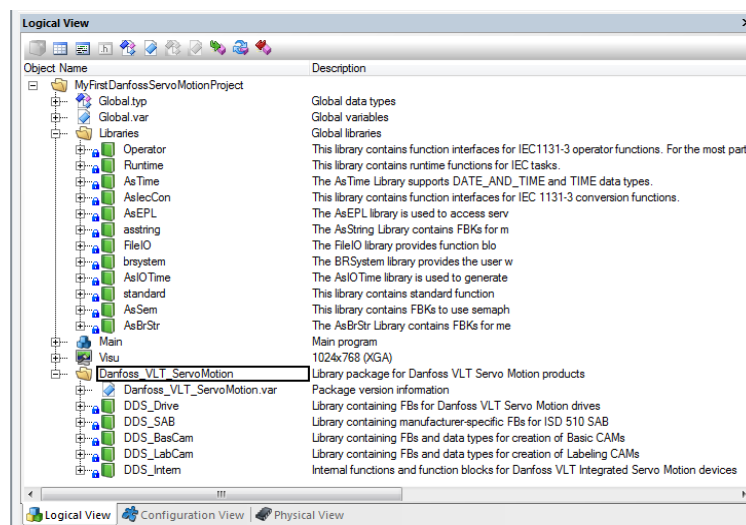 Logical View
Object Name Description
MyFirstDanfossServoMotionProject
Global.typ Global data types
Global.var Global variables
Libraries Global libraries
Operator This library contains function interfaces for IEC1131-3 operator functions. For the most part
Runtime This library contains runtime functions for IEC tasks.
AsTime The AsTime Library supports DATE_AND_TIME and TIME data types.
AsIecCon This library contains function interfaces for IEC 1131-3 conversion functions.
AsEPL The AsEPL library is used to access serv
asstring The AsString Library contains FBKs for m
FileIO The FileIO library provides function blo
brsystem The BRSystem library provides the user w
AsIOTime The AsIOTime library is used to generate
standard This library contains standard function
AsSem This library contains FBKs to use semaph
AsBrStr The AsBrStr Library contains FBKs for me
Main Main program
Visu 1024x768 (XGA)
Danfoss_VLT_ServoMotion Library package for Danfoss VLT Servo Motion products
Danfoss_VLT_ServoMotion.var Package version information
DDS_Drive Library containing FBs for Danfoss VLT Servo Motion drives
DDS_SAB Library containing manufacturer-specific FBs for ISD 510 SAB
DDS_BasCam Library containing FBs and data types for creation of Basic CAMs
DDS_LabCam Library containing FBs and data types for creation of Labeling CAMs
DDS_Intern Internal functions and function blocks for Danfoss VLT Integrated Servo Motion devices
Logical View Configuration View Physical View